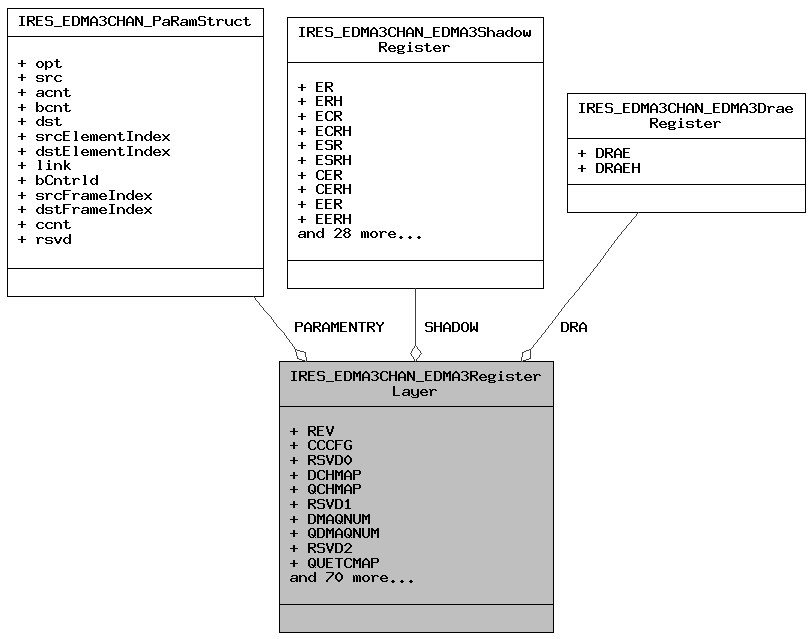 IRES_EDMA3CHAN_PaRamStruct
+ opt
+ src
+ acnt
+ bcnt
+ dst
+ srcElementIndex
+ dstElementIndex
+ link
+ bCntrld
+ srcFrameIndex
+ dstFrameIndex
+ ccnt
+ rsvd
IRES_EDMA3CHAN_EDMA3Shadow
Register
+ ER
+ ERH
+ ECR
+ ECRH
+ ESR
+ ESRH
+ CER
+ CERH
+ EER
+ EERH
and 28 more...
IRES_EDMA3CHAN_EDMA3Drae
Register
+ DRAE
+ DRAEH
PARAMENTRY
SHADOW
DRA
IRES_EDMA3CHAN_EDMA3Register
Layer
+ REV
+ CCCFG
+ RSVD0
+ DCHMAP
+ QCHMAP
+ RSVD1
+ DMAQNUM
+ QDMAQNUM
+ RSVD2
+ QUETCMAP
and 70 more...